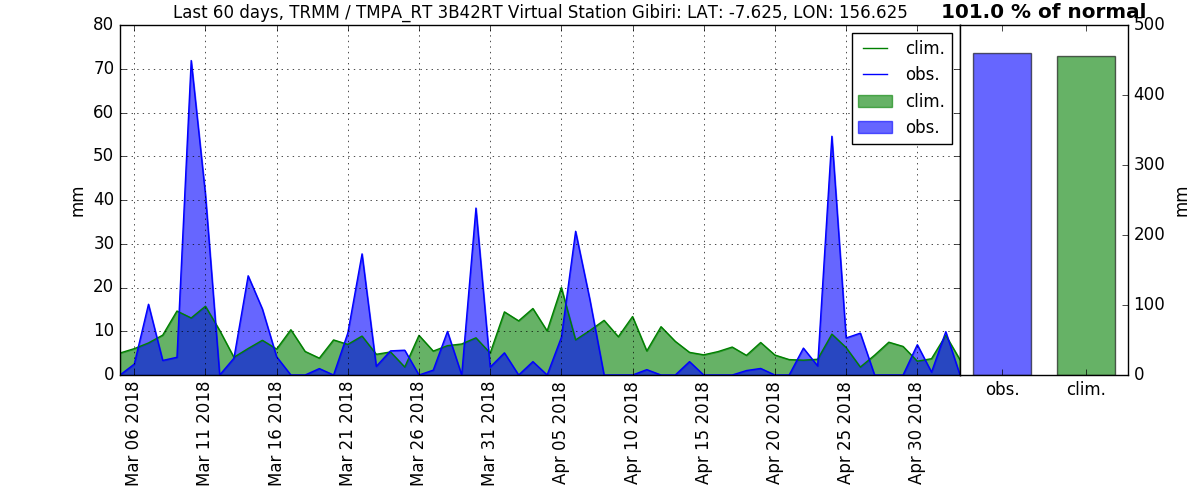 Last 60 days, TRMM / TMPA_RT 3B42RT Virtual Station Gibiri: LAT: -7.625, LON: 156.625
101.0 % of normal
80
70
60
50
40
30
20
10
0
mm
clim.
obs.
clim.
obs.
500
400
300
200
100
0
mm
obs.
clim.
Mar 06 2018
Mar 11 2018
Mar 16 2018
Mar 21 2018
Mar 26 2018
Mar 31 2018
Apr 05 2018
Apr 10 2018
Apr 15 2018
Apr 20 2018
Apr 25 2018
Apr 30 2018